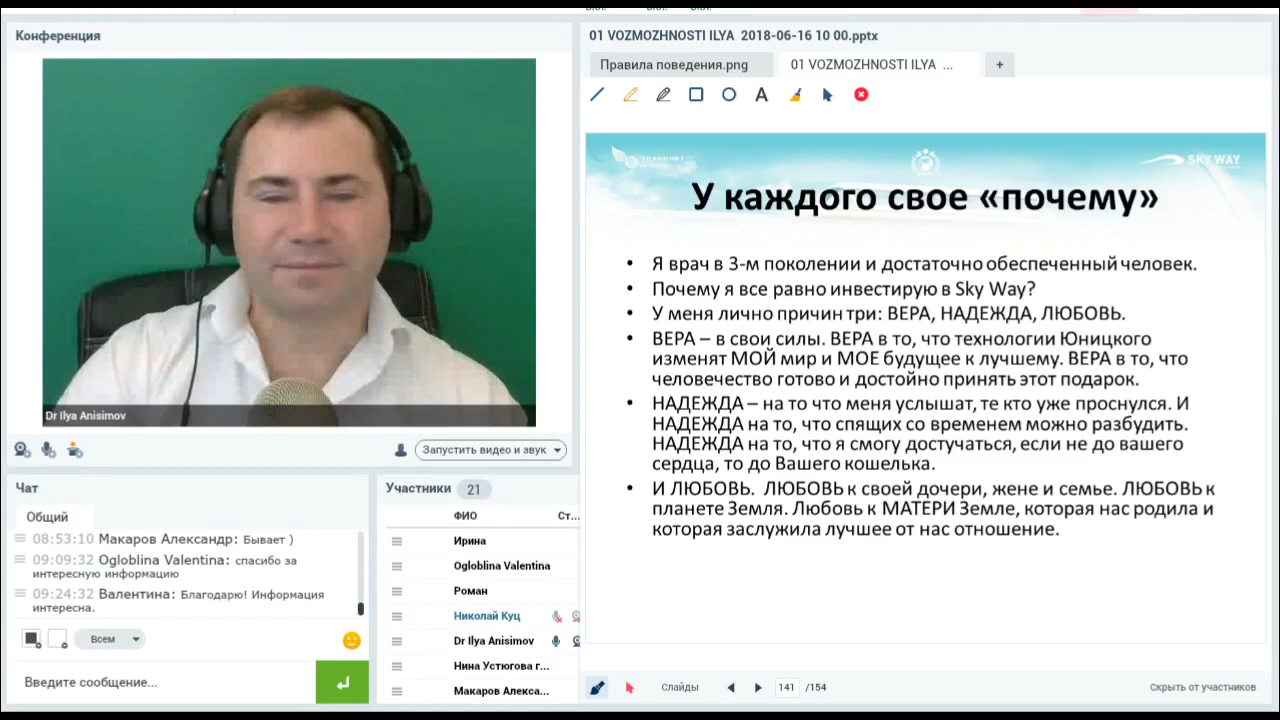 Конференция
Dr Ilya Anisimov
Запустить видео и звук
Чат
Общий
08:53:10 Макаров Александр: Бывает )
09:09:32 Ogloblina Valentina: спасибо за
интересную информацию
09:24:32 Валентина: Благодарю! Информация
интересна.
Всем
Введите сообщение...
Участники 21
ФИО Ст...
Ирина
Ogloblina Valentina
Роман
Николай Куц
Dr Ilya Anisimov
Нина Устюгова г...
Макаров Алекса...
01 VOZMOZHNOSTI ILYA 2018-06-16 10 00.pptx
Правила поведения.png
01 VOZMOZHNOSTI ILYA ...
+
A
ТРАНСНЕТ
SKY WAY
У каждого свое «почему»
• Я врач в 3-м поколении и достаточно обеспеченный человек.
• Почему я все равно инвестирую в Sky Way?
• У меня лично причин три: ВЕРА, НАДЕЖДА, ЛЮБОВЬ.
• ВЕРА – в свои силы. ВЕРА в то, что технологии Юницкого
изменят МОЙ мир и МОЕ будущее к лучшему. ВЕРА в то, что
человечество готово и достойно принять этот подарок.
• НАДЕЖДА – на то что меня услышат, те кто уже проснулся. И
НАДЕЖДА на то, что спящих со временем можно разбудить.
НАДЕЖДА на то, что я смогу достучаться, если не до вашего
сердца, то до Вашего кошелька.
• И ЛЮБОВЬ. ЛЮБОВЬ к своей дочери, жене и семье. ЛЮБОВЬ к
планете Земля. Любовь к МАТЕРИ Земле, которая нас родила и
которая заслужила лучшее от нас отношение.
Слайды 141 /154
Скрыть от участников